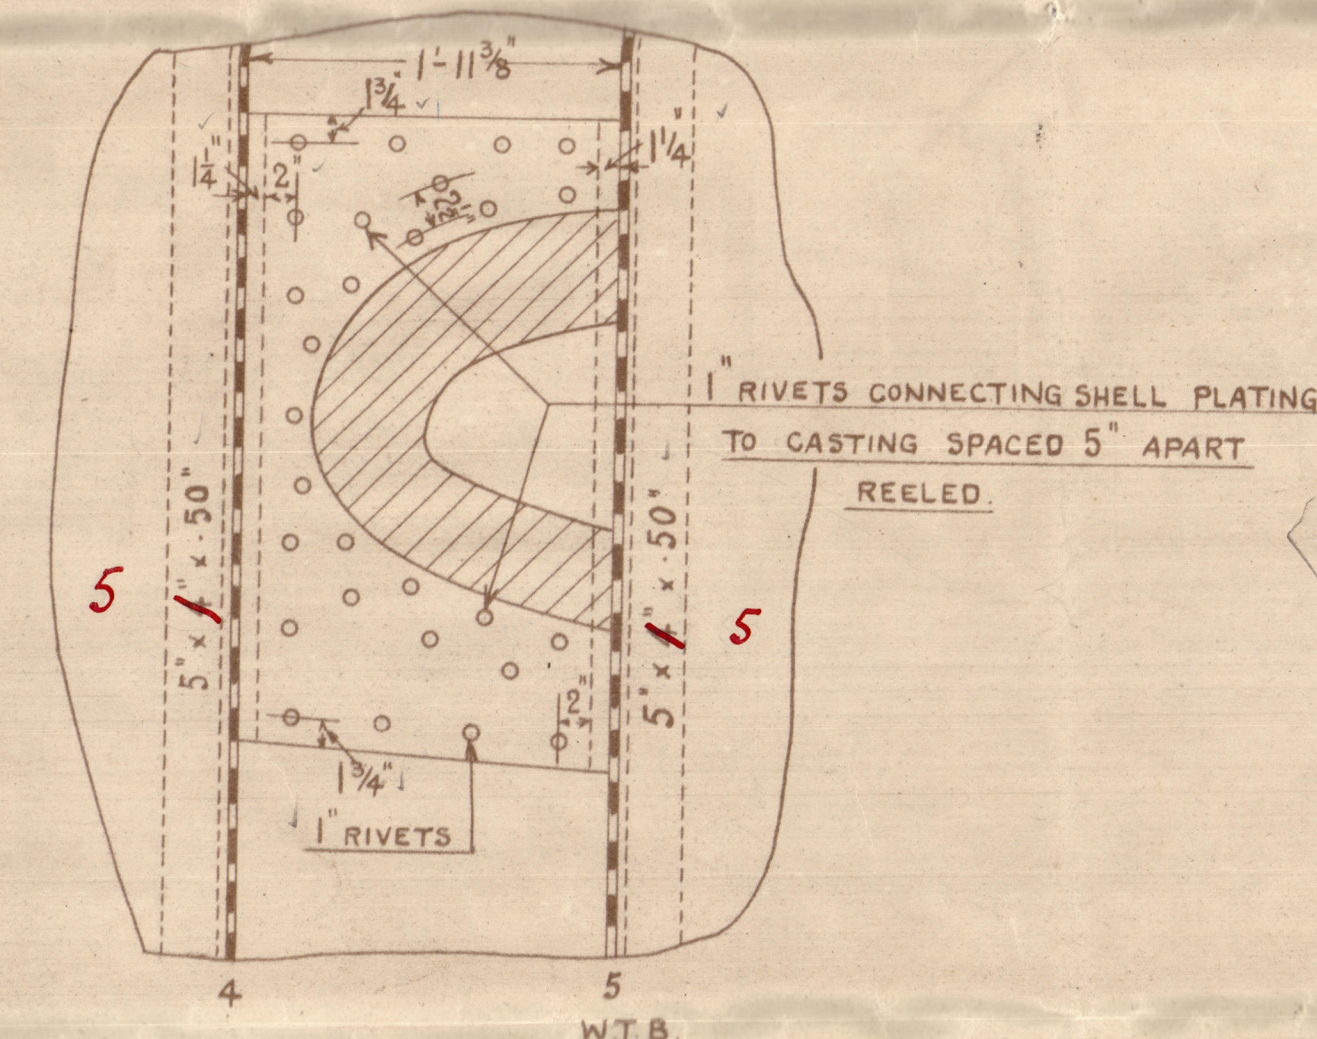 1'-11 3/8"
1 3/4"
1 1/4"
2"
1 1/4"
2 1/2"
1" RIVETS CONNECTING SHELL PLATING
TO CASTING SPACED 5" APART
REELED.
5" x 4" x .50"
5
5" x 4" x .50"
5
2"
1 3/4"
1" RIVETS
4
5
W.T.B.